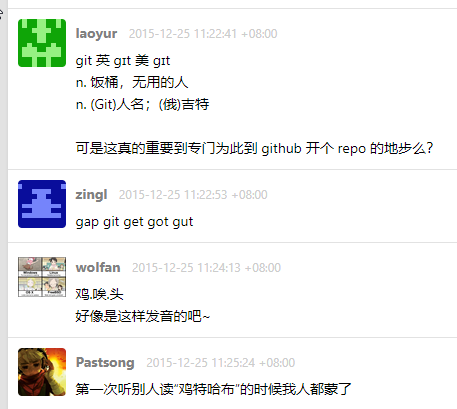 laoyur 2015-12-25 11:22:41 +08:00
git 英 gɪt 美 gɪt
n. 饭桶，无用的人
n. (Git)人名；(俄)吉特
可是这真的重要到专门为此到 github 开个 repo 的地步么？
zingl 2015-12-25 11:22:53 +08:00
gap git get got gut
wolfan 2015-12-25 11:24:13 +08:00
鸡.唉.头
好像是这样发音的吧~
Pastsong 2015-12-25 11:25:24 +08:00
第一次听别人读“鸡特哈布”的时候我人都蒙了